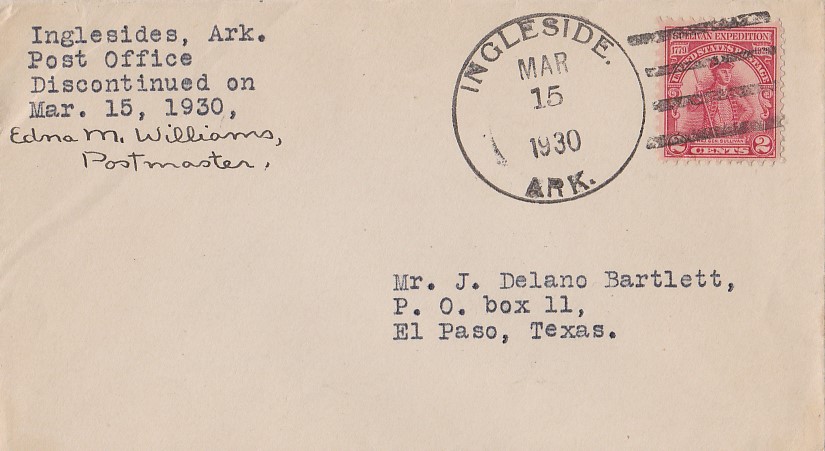 Inglesides, Ark.
Post Office
Discontinued on
Mar. 15, 1930,
Edna M. Williams,
Postmaster,
INGLESIDE.
MAR
15
1930
ARK.
SULLIVAN EXPEDITION
1779 1929
UNITED STATES POSTAGE
2 CENTS 2
Mr. J. Delano Bartlett,
P. O. box 11,
El Paso, Texas.